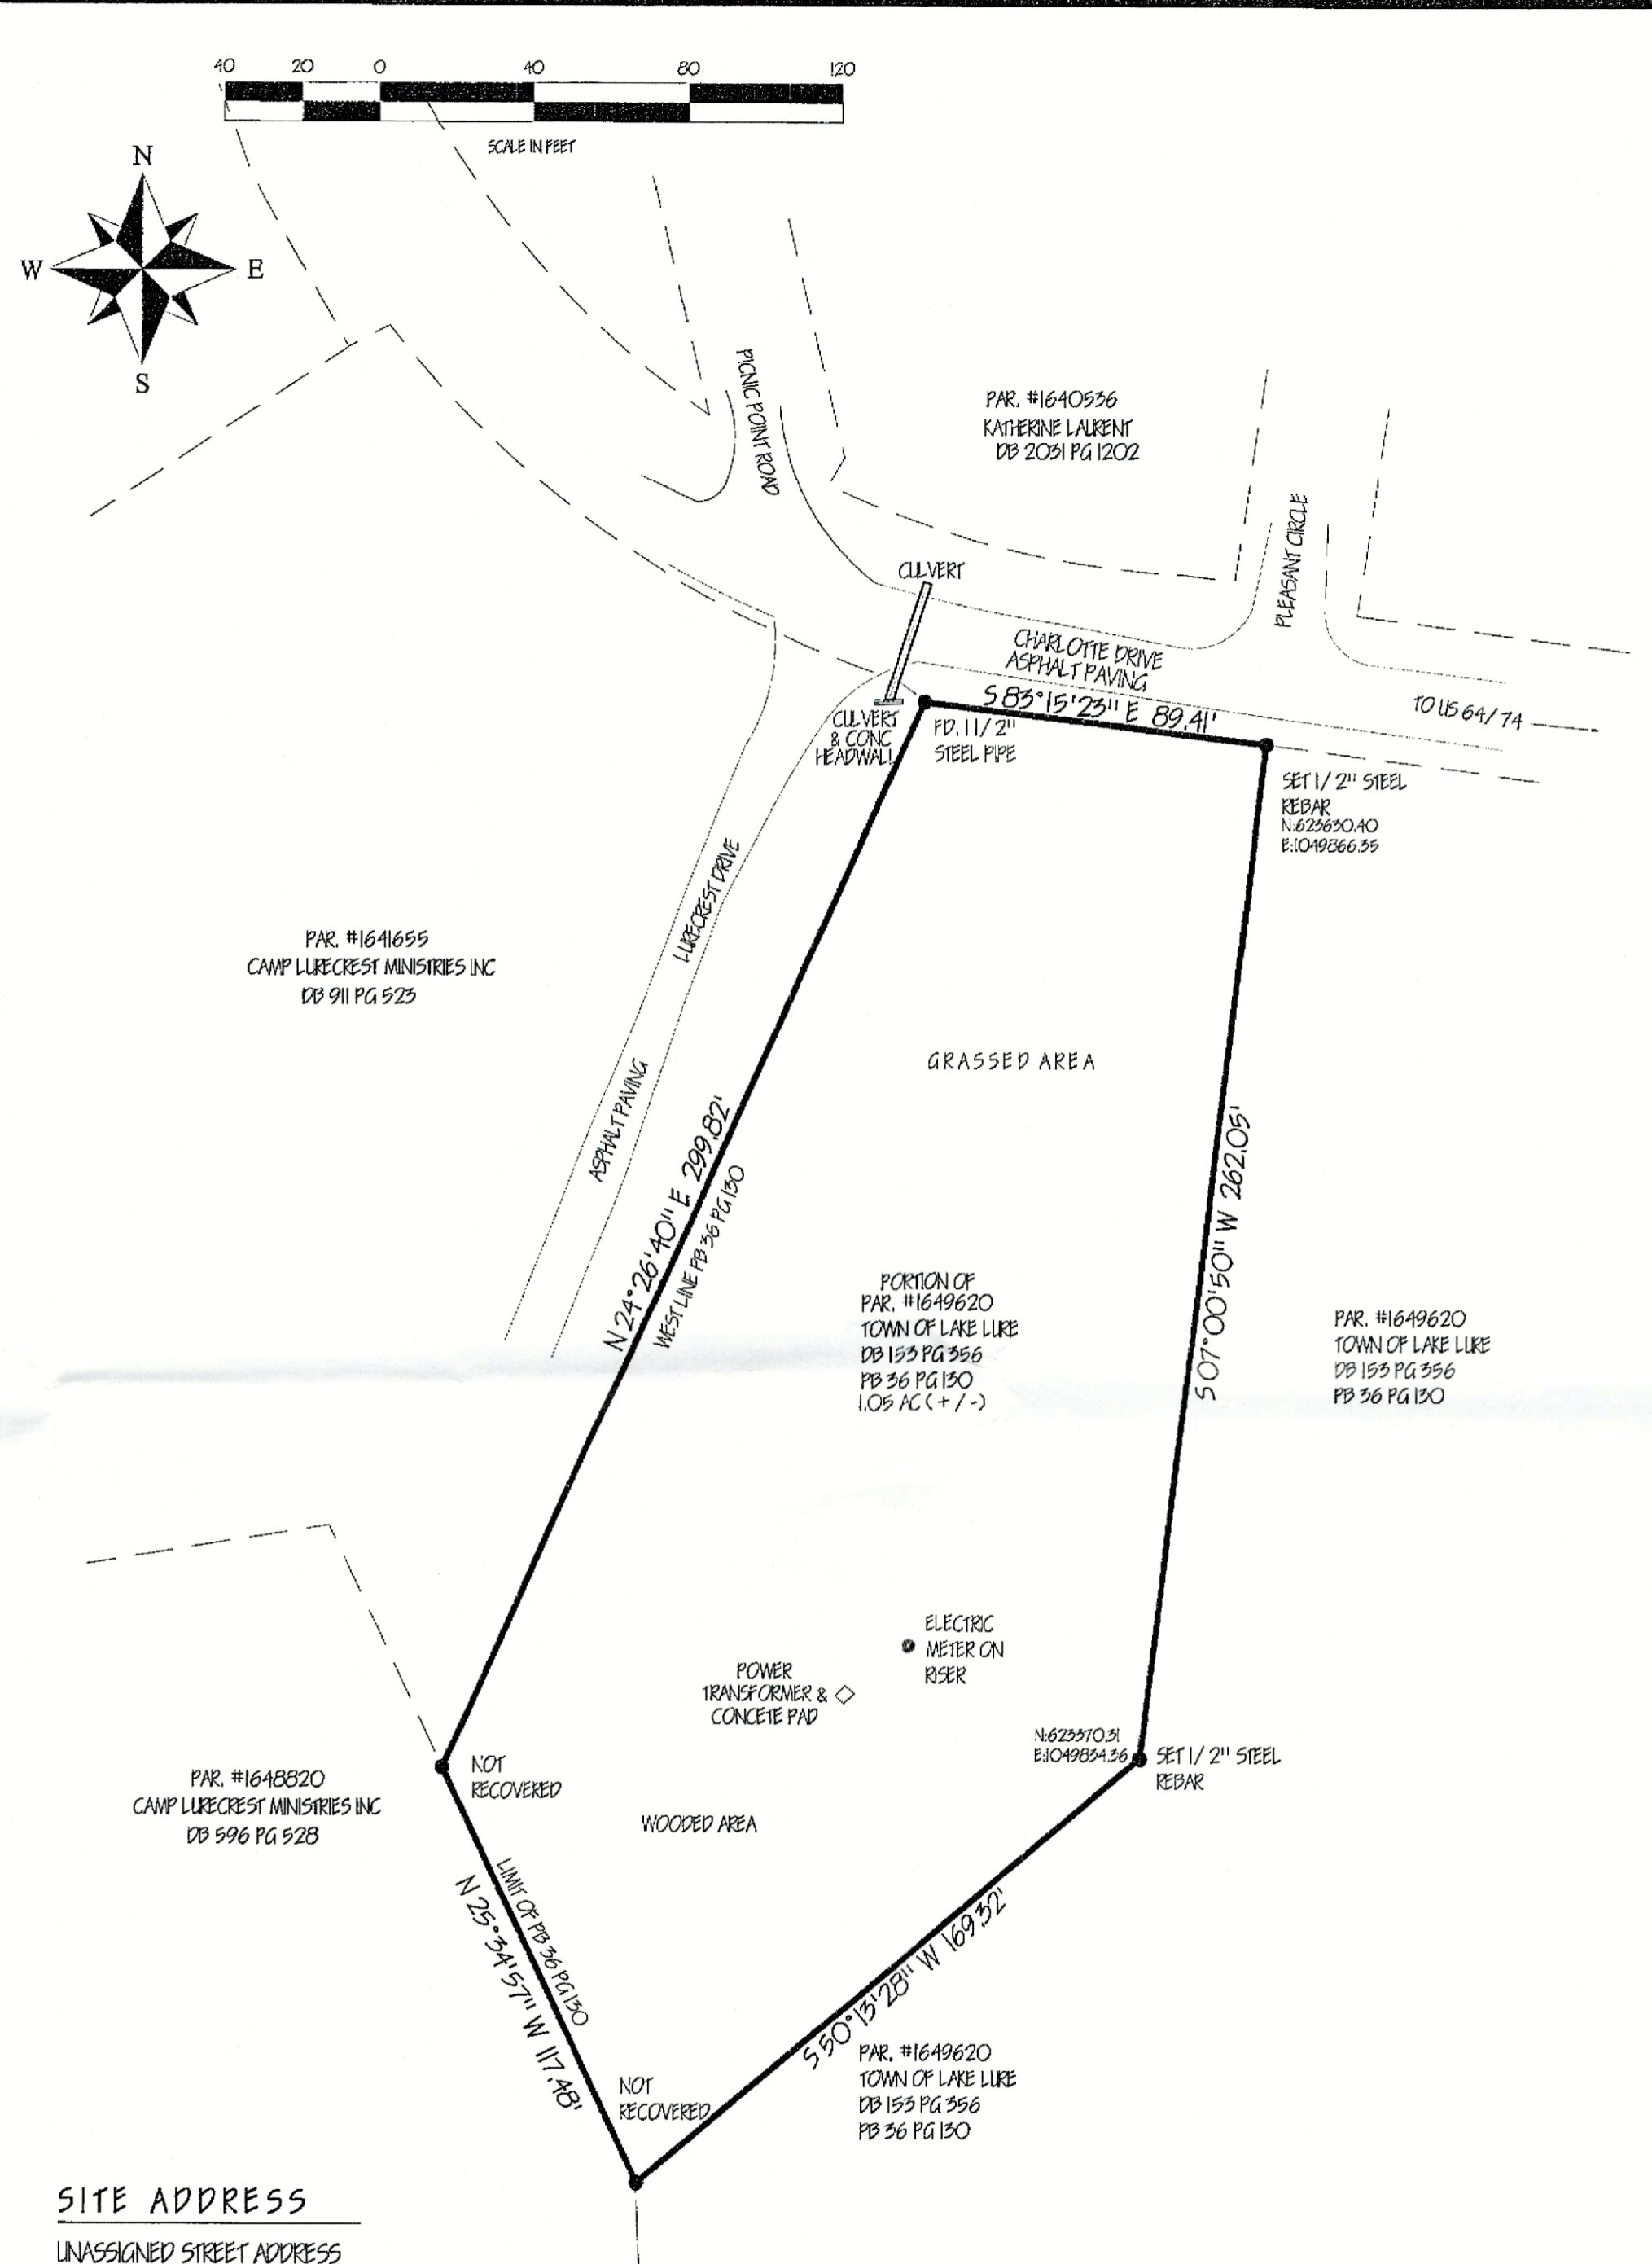 40 20 0 40 80 120
SCALE IN FEET
N
W E
S
PICNIC POINT ROAD
PAR. #1640536
KATHERINE LAURENT
DB 2031 PG 1202
PLEASANT CIRCLE
CULVERT
CHARLOTTE DRIVE
ASPHALT PAVING
S 83°15'23" E 89.41'
TO US 64/74
CULVERT
& CONC
HEADWALL
FD. 1 1/2"
STEEL PIPE
SET 1/2" STEEL
REBAR
N:623630.40
E:1049866.35
LURECREST DRIVE
ASPHALT PAVING
PAR. #1641655
CAMP LURECREST MINISTRIES INC
DB 911 PG 523
GRASSED AREA
N 24°26'40" E 299.82'
WEST LINE PB 36 PG 130
S 07°00'50" W 262.05'
PORTION OF
PAR. #1649620
TOWN OF LAKE LURE
DB 153 PG 356
PB 36 PG 130
1.05 AC (+/-)
PAR. #1649620
TOWN OF LAKE LURE
DB 153 PG 356
PB 36 PG 130
ELECTRIC
METER ON
RISER
POWER
TRANSFORMER &
CONCETE PAD
N:623370.31
E:1049834.36
SET 1/2" STEEL
REBAR
NOT
RECOVERED
PAR. #1648820
CAMP LURECREST MINISTRIES INC
DB 596 PG 528
WOODED AREA
LIMIT OF PB 36 PG 130
N 25°34'57" W 117.48'
S 50°13'28" W 169.32'
NOT
RECOVERED
PAR. #1649620
TOWN OF LAKE LURE
DB 153 PG 356
PB 36 PG 130
SITE ADDRESS
UNASSIGNED STREET ADDRESS